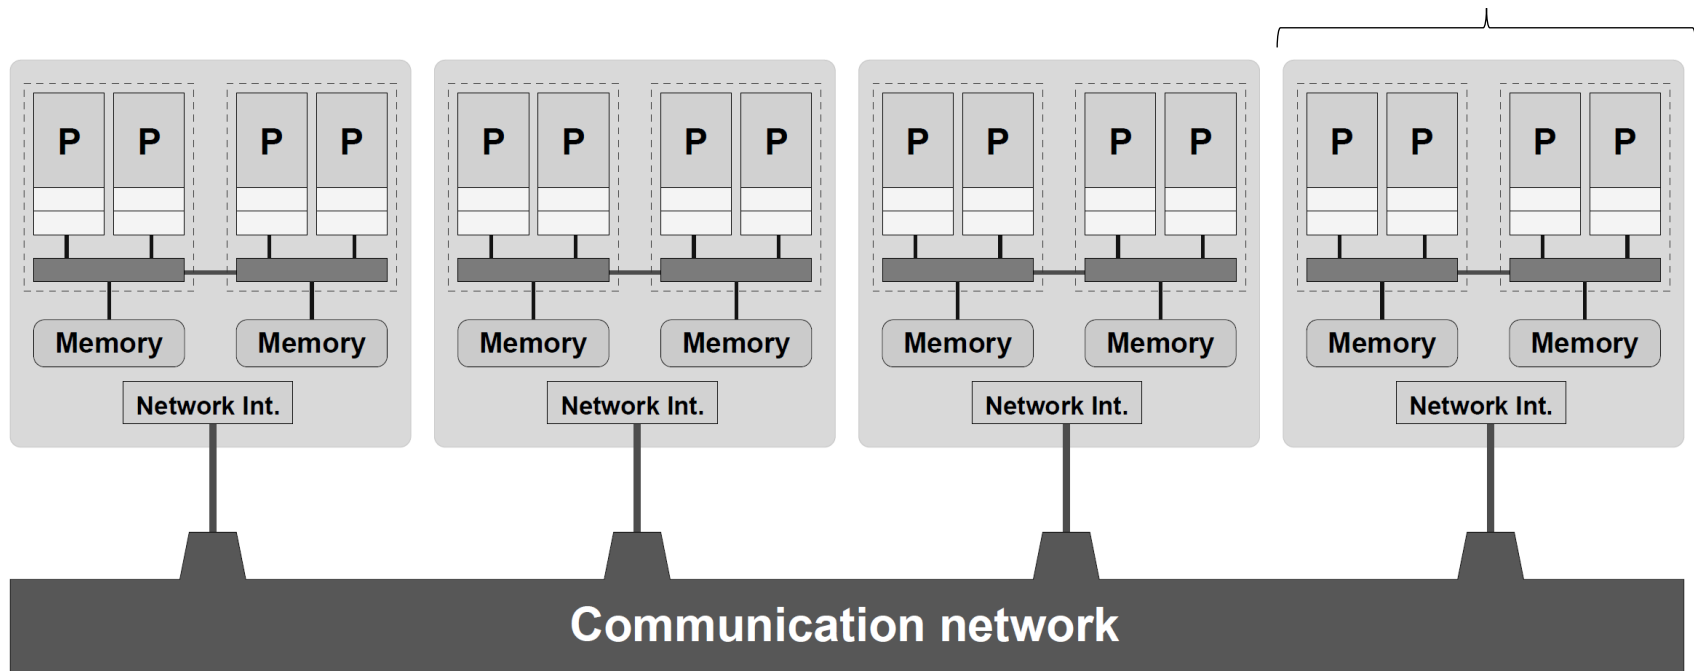 P P P P P P P P P P P P P P P P
Memory Memory Memory Memory Memory Memory Memory Memory
Network Int. Network Int. Network Int. Network Int.
Communication network